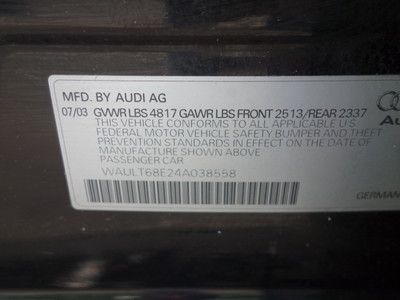 MFD. BY AUDI AG
07/03 GVWR LBS 4817 GAWR LBS FRONT 2513/REAR 2337
THIS VEHICLE CONFORMS TO ALL APPLICABLE U.S.
FEDERAL MOTOR VEHICLE SAFETY BUMPER AND THEFT
PREVENTION STANDARDS IN EFFECT ON THE DATE OF
MANUFACTURE SHOWN ABOVE
PASSENGER CAR
WAULT68E24A038558